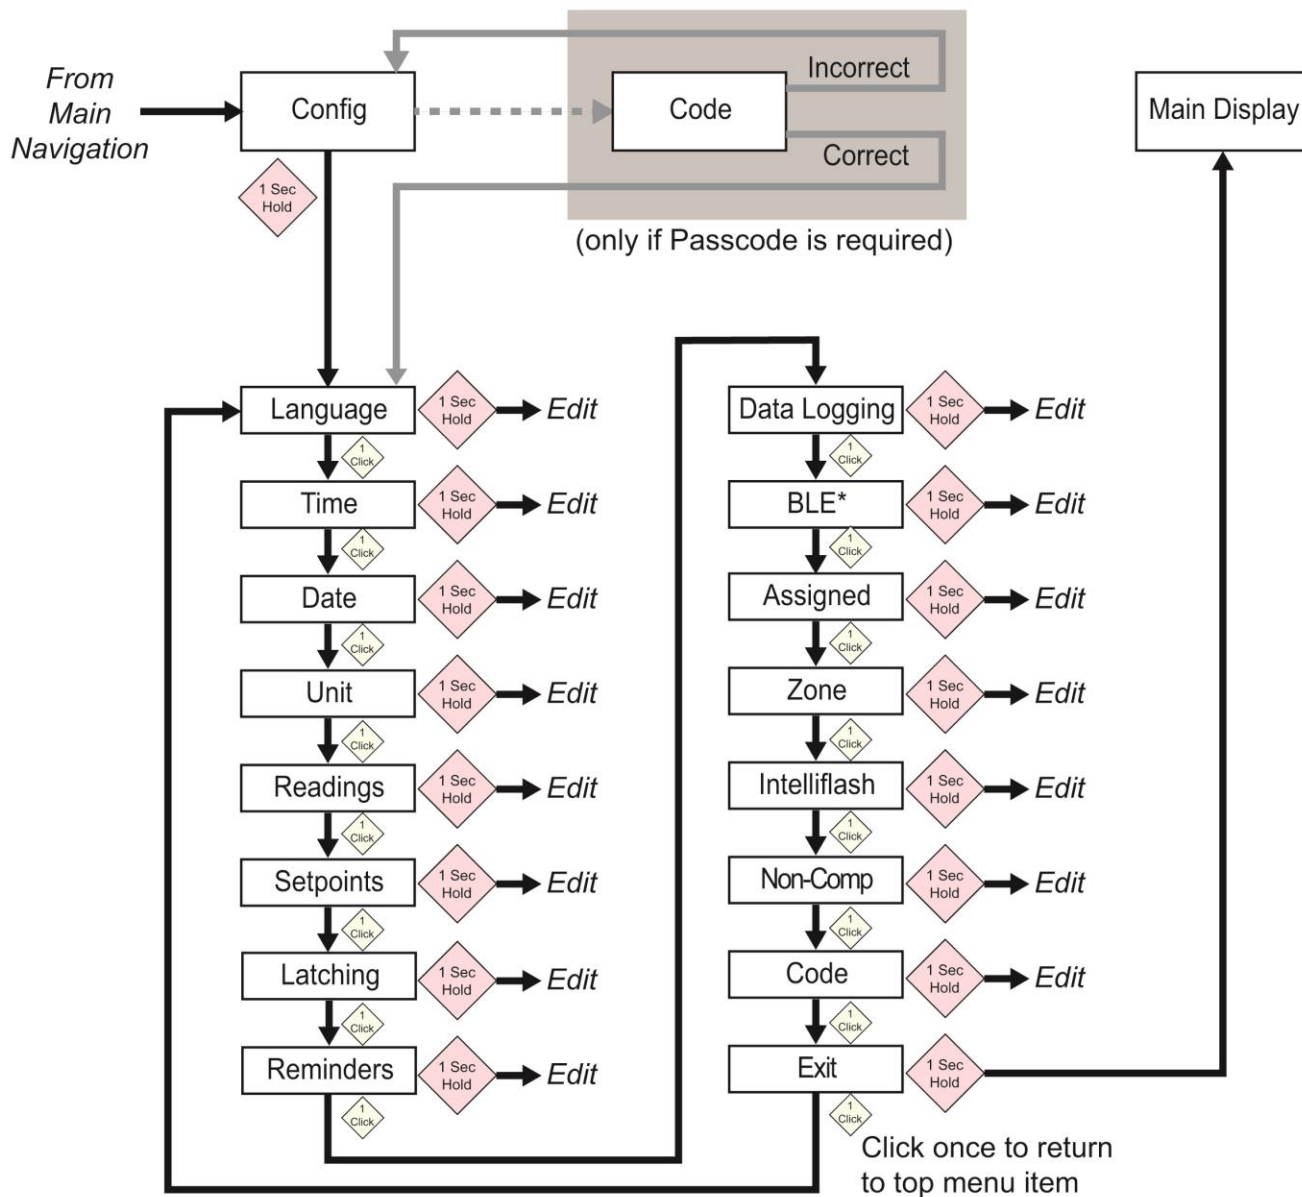 From
Main
Navigation
Config
1 Sec
Hold
Code
Incorrect
Correct
(only if Passcode is required)
Main Display
Language
1 Sec
Hold
Edit
1
Click
Time
1 Sec
Hold
Edit
1
Click
Date
1 Sec
Hold
Edit
1
Click
Unit
1 Sec
Hold
Edit
1
Click
Readings
1 Sec
Hold
Edit
1
Click
Setpoints
1 Sec
Hold
Edit
1
Click
Latching
1 Sec
Hold
Edit
1
Click
Reminders
1 Sec
Hold
Edit
1
Click
Data Logging
1 Sec
Hold
Edit
1
Click
BLE*
1 Sec
Hold
Edit
1
Click
Assigned
1 Sec
Hold
Edit
1
Click
Zone
1 Sec
Hold
Edit
1
Click
Intelliflash
1 Sec
Hold
Edit
1
Click
Non-Comp
1 Sec
Hold
Edit
1
Click
Code
1 Sec
Hold
Edit
1
Click
Exit
1 Sec
Hold
1
Click
Click once to return
to top menu item